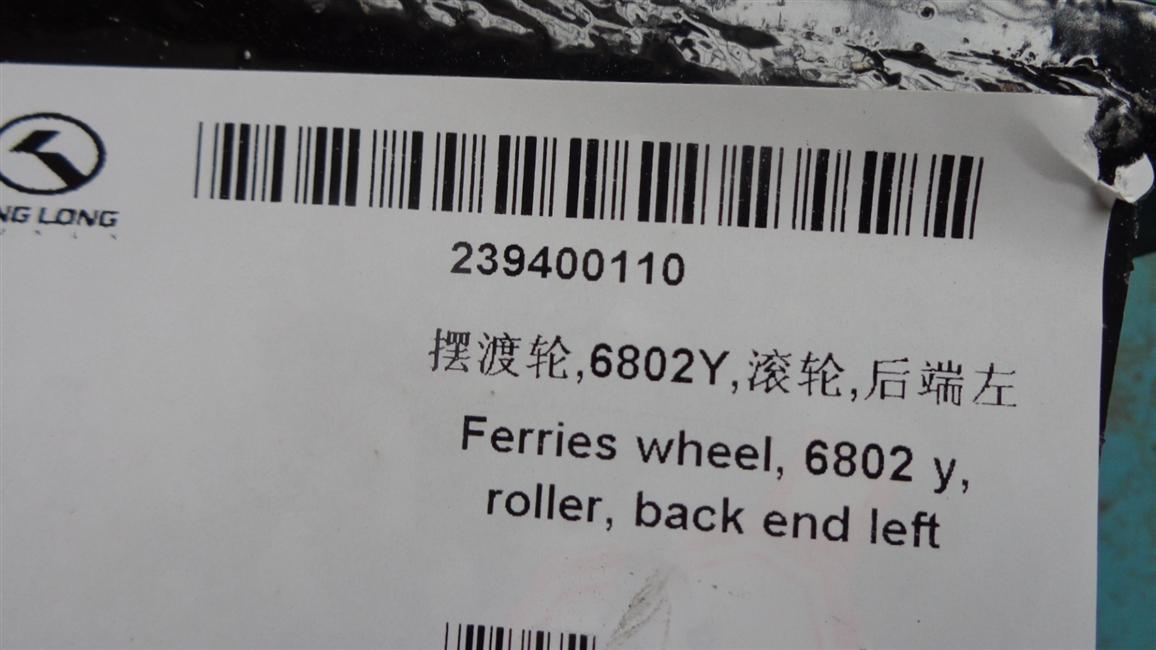 NG LONG
239400110
摆渡轮,6802Y,滚轮,后端左
Ferries wheel, 6802 y,
roller, back end left